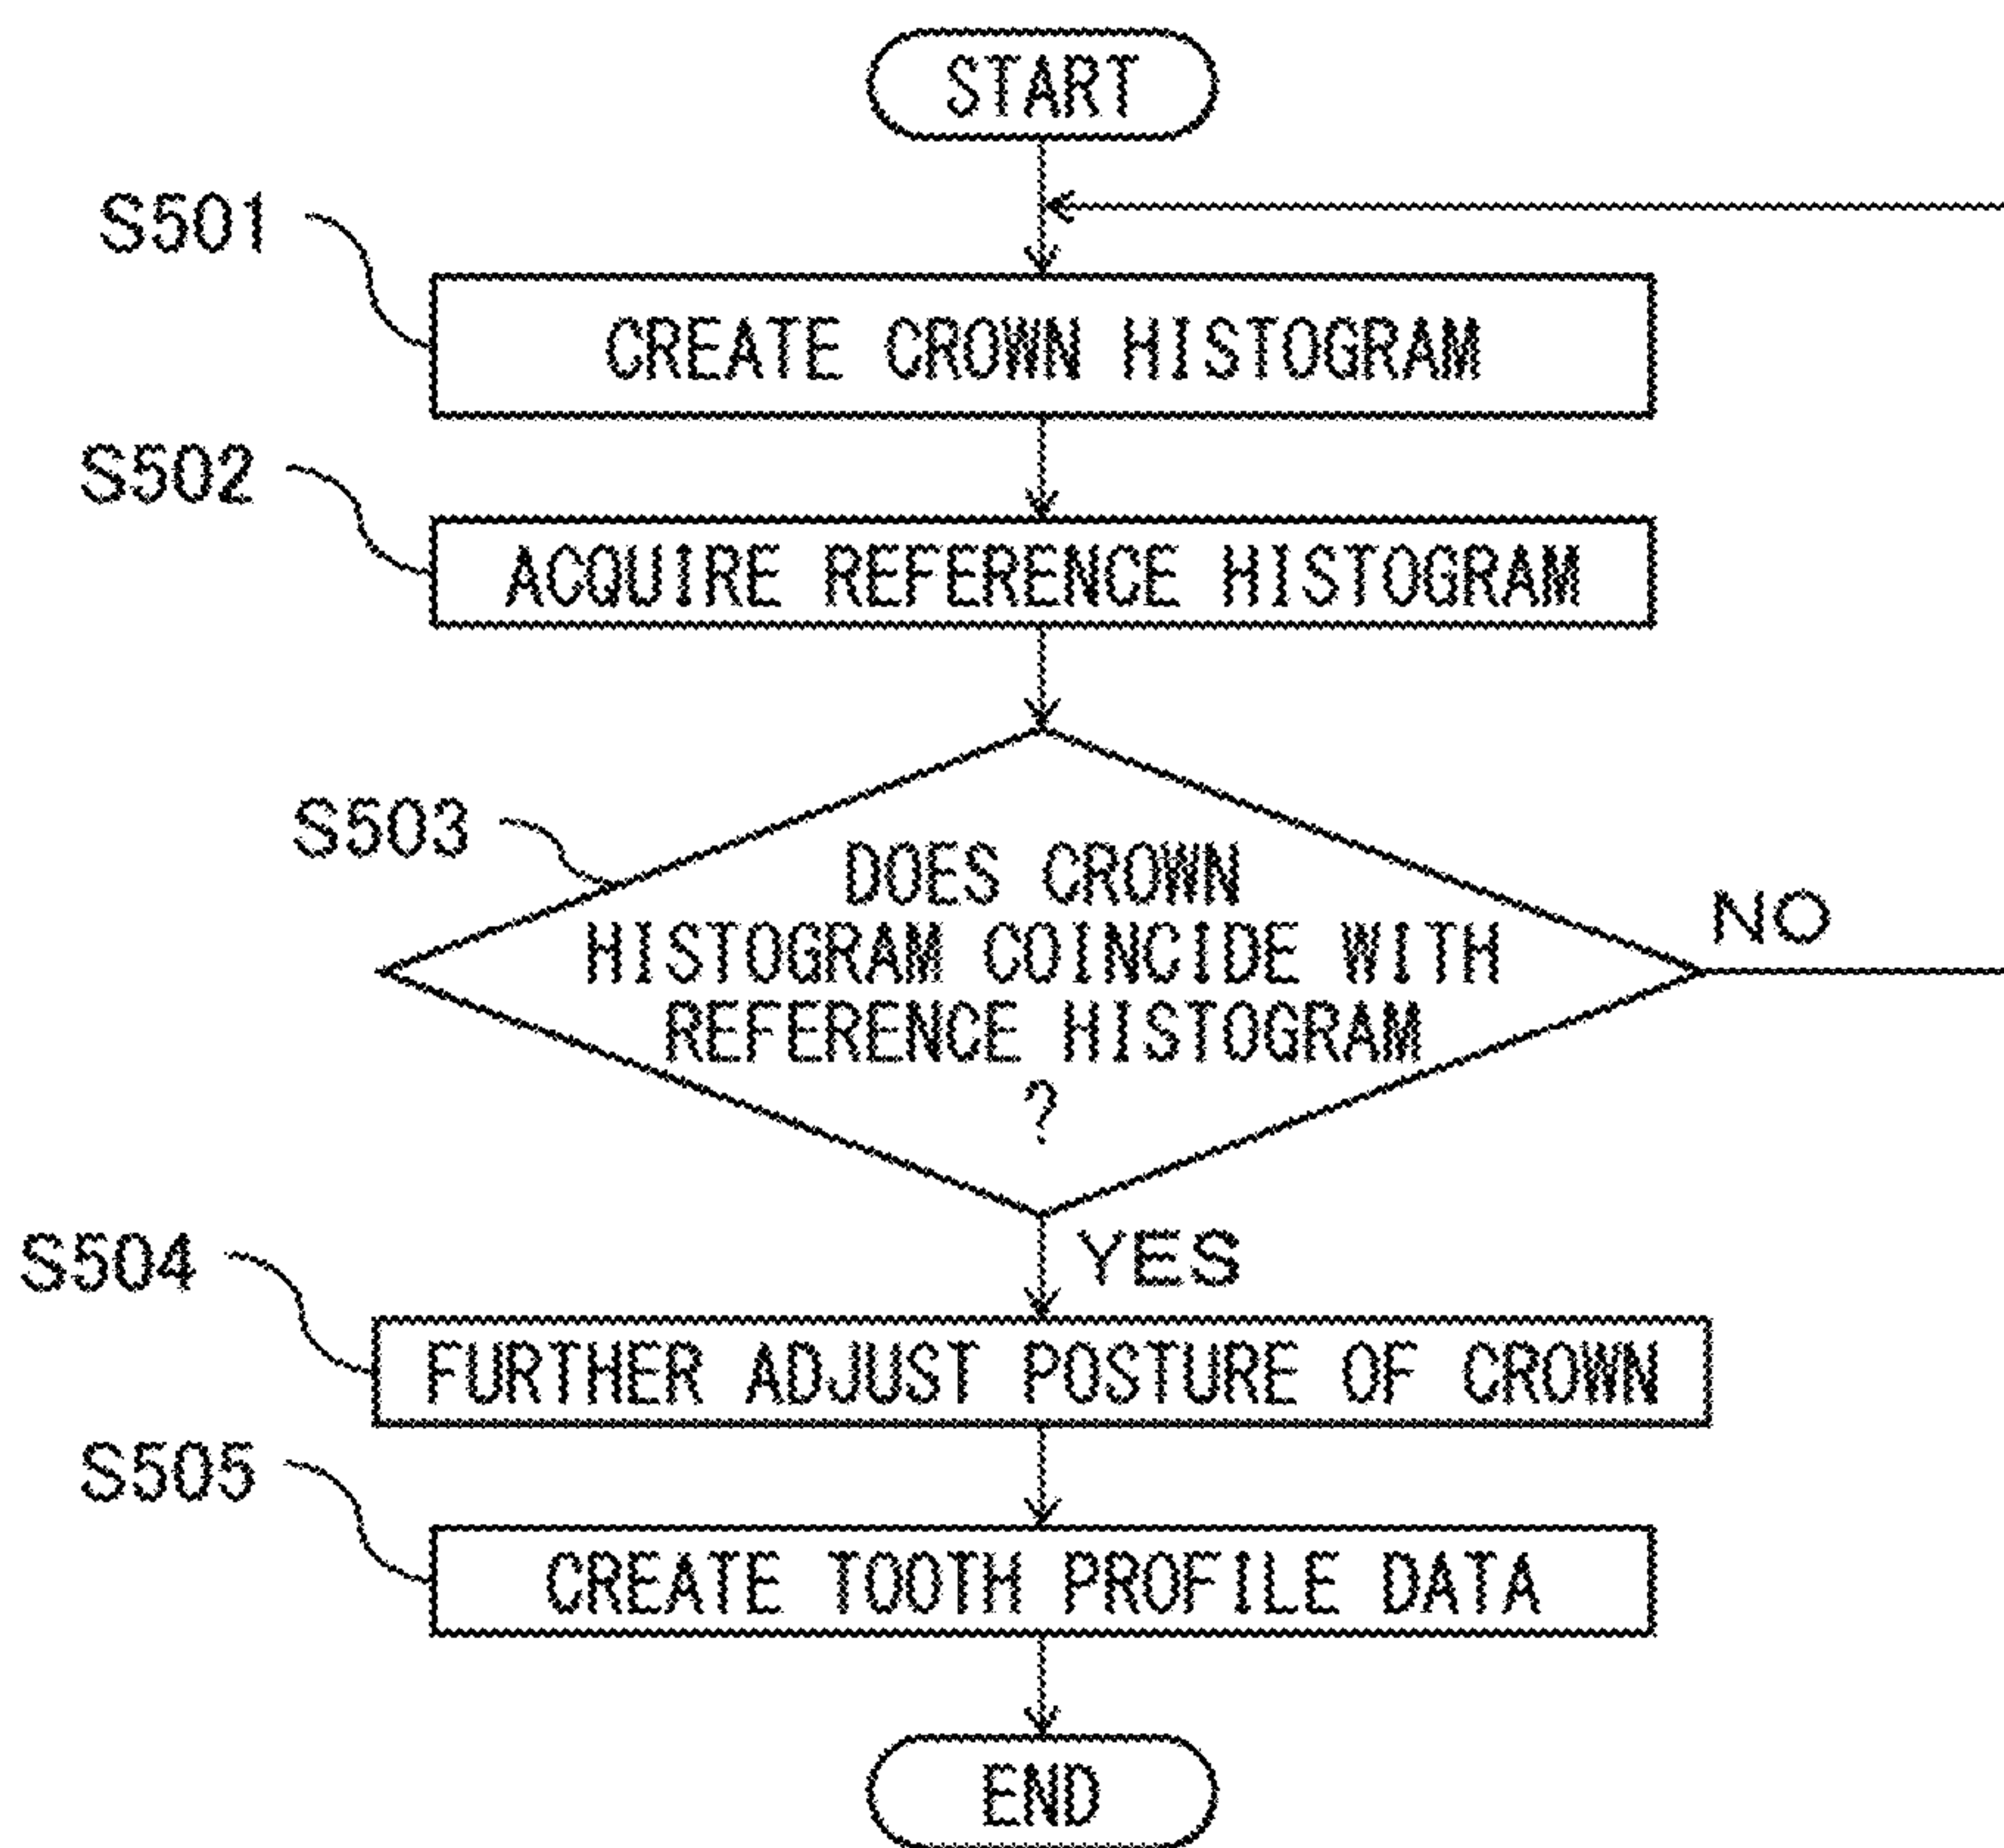 START
S501
CREATE CROWN HISTOGRAM
S502
ACQUIRE REFERENCE HISTOGRAM
S503
DOES CROWN
HISTOGRAM COINCIDE WITH
REFERENCE HISTOGRAM
?
NO
YES
S504
FURTHER ADJUST POSTURE OF CROWN
S505
CREATE TOOTH PROFILE DATA
END